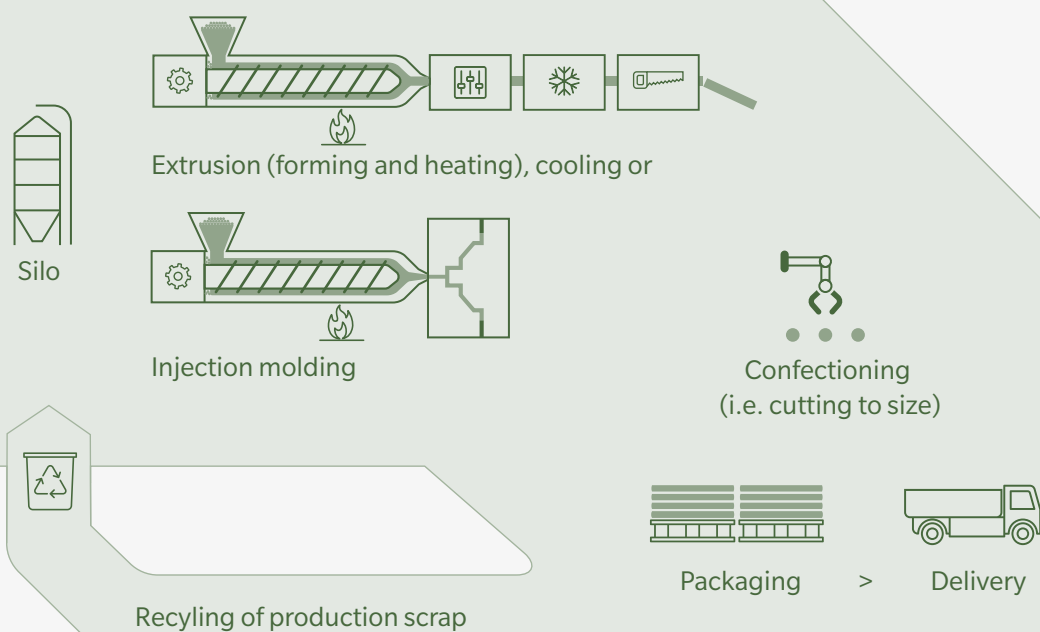 Extrusion (forming and heating), cooling or
Silo
Injection molding
Confectioning
(i.e. cutting to size)
Packaging > Delivery
Recyling of production scrap